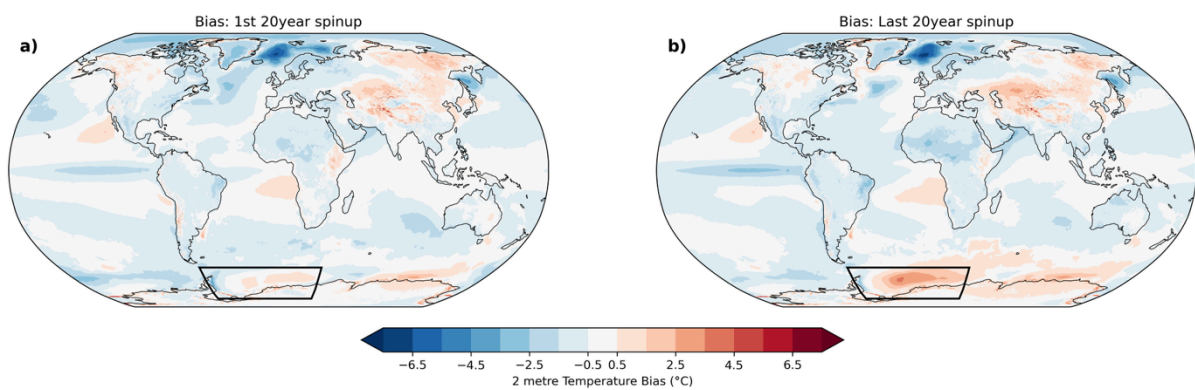 Bias: 1st 20year spinup
Bias: Last 20year spinup
a)
b)
−6.5 −4.5 −2.5 −0.5 0.5 2.5 4.5 6.5
2 metre Temperature Bias (°C)